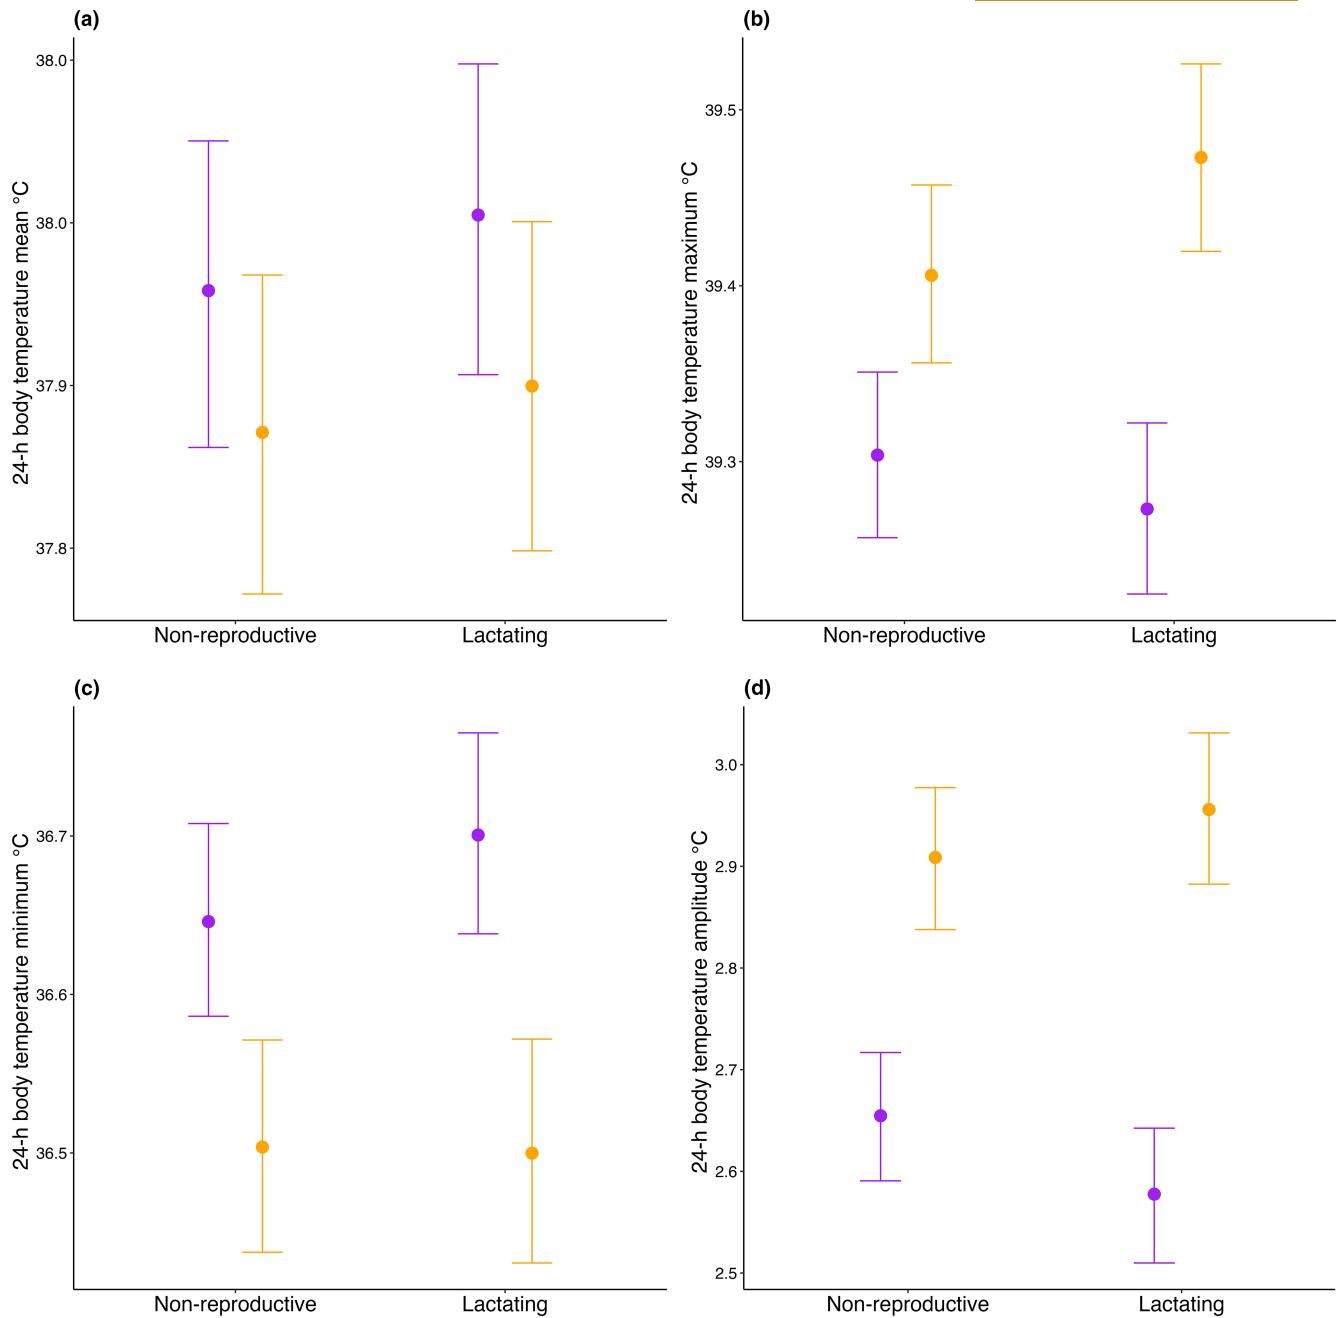 (a)
24-h body temperature mean °C
38.0
38.0
37.9
37.8
Non-reproductive
Lactating
(b)
24-h body temperature maximum °C
39.5
39.4
39.3
Non-reproductive
Lactating
(c)
24-h body temperature minimum °C
36.7
36.6
36.5
Non-reproductive
Lactating
(d)
24-h body temperature amplitude °C
3.0
2.9
2.8
2.7
2.6
2.5
Non-reproductive
Lactating